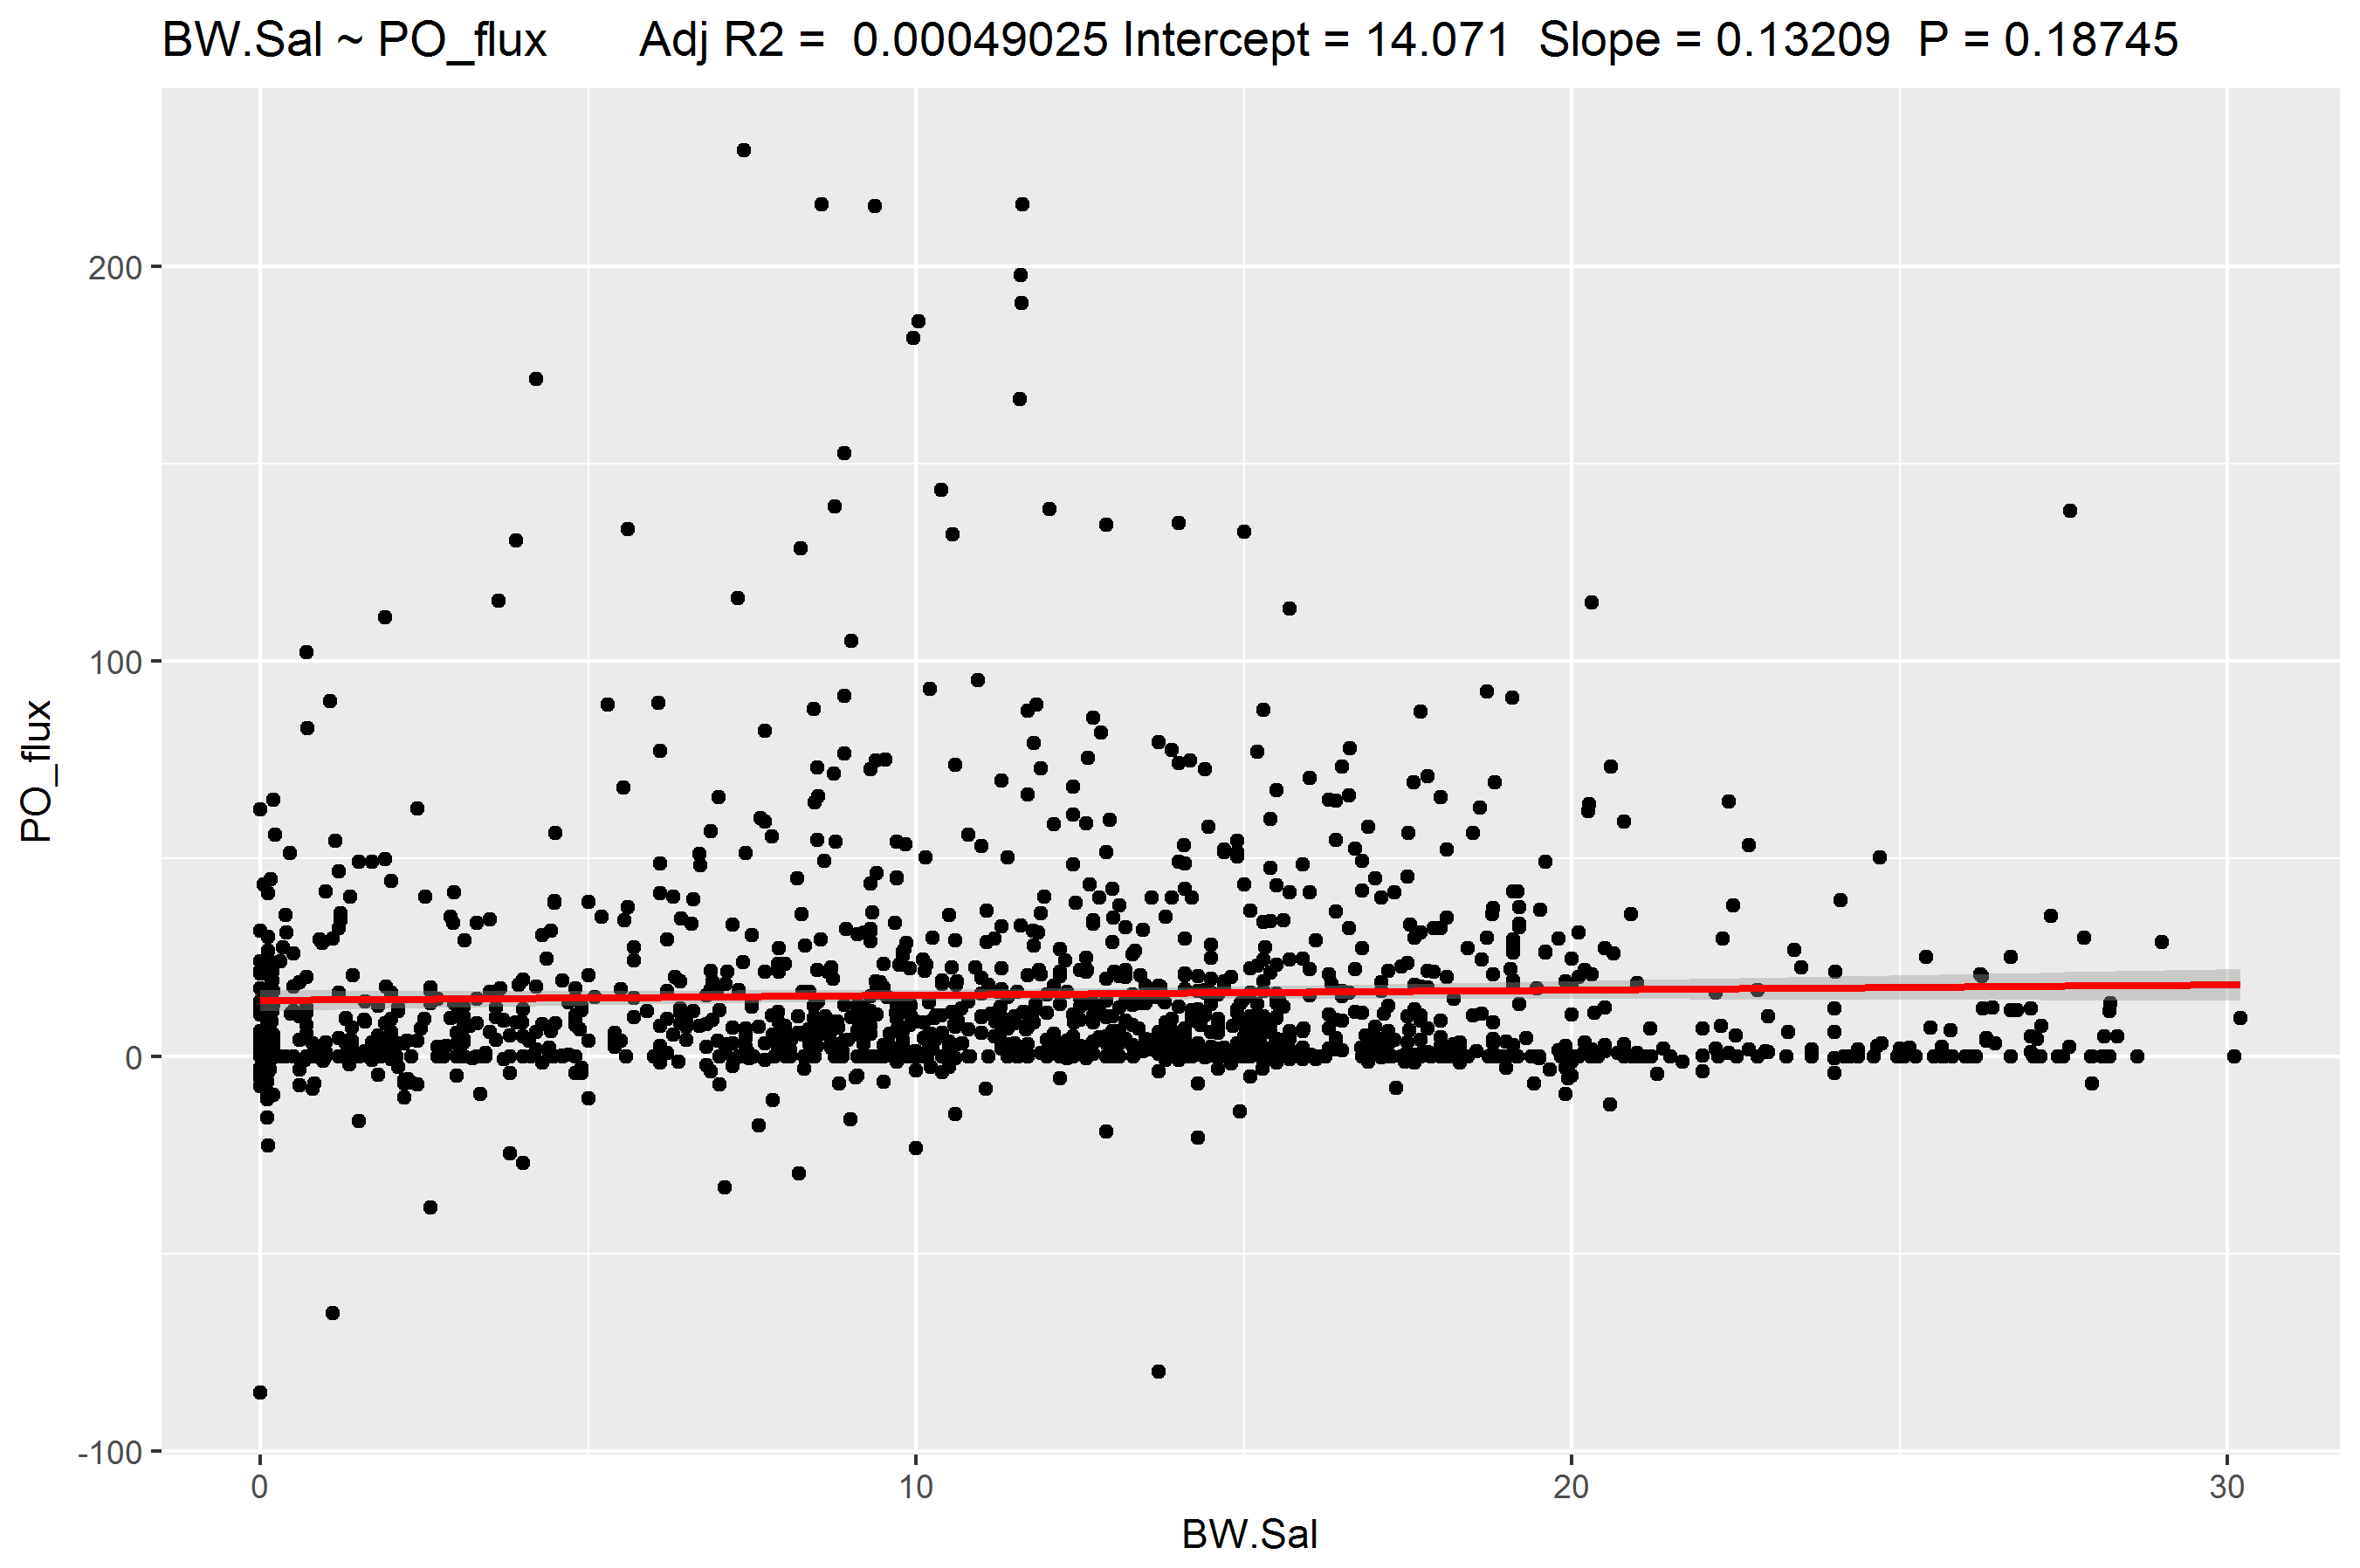 BW.Sal ~ PO_flux Adj R2 = 0.00049025 Intercept = 14.071 Slope = 0.13209 P = 0.18745
200
100
0
-100
PO_flux
0 10 20 30
BW.Sal